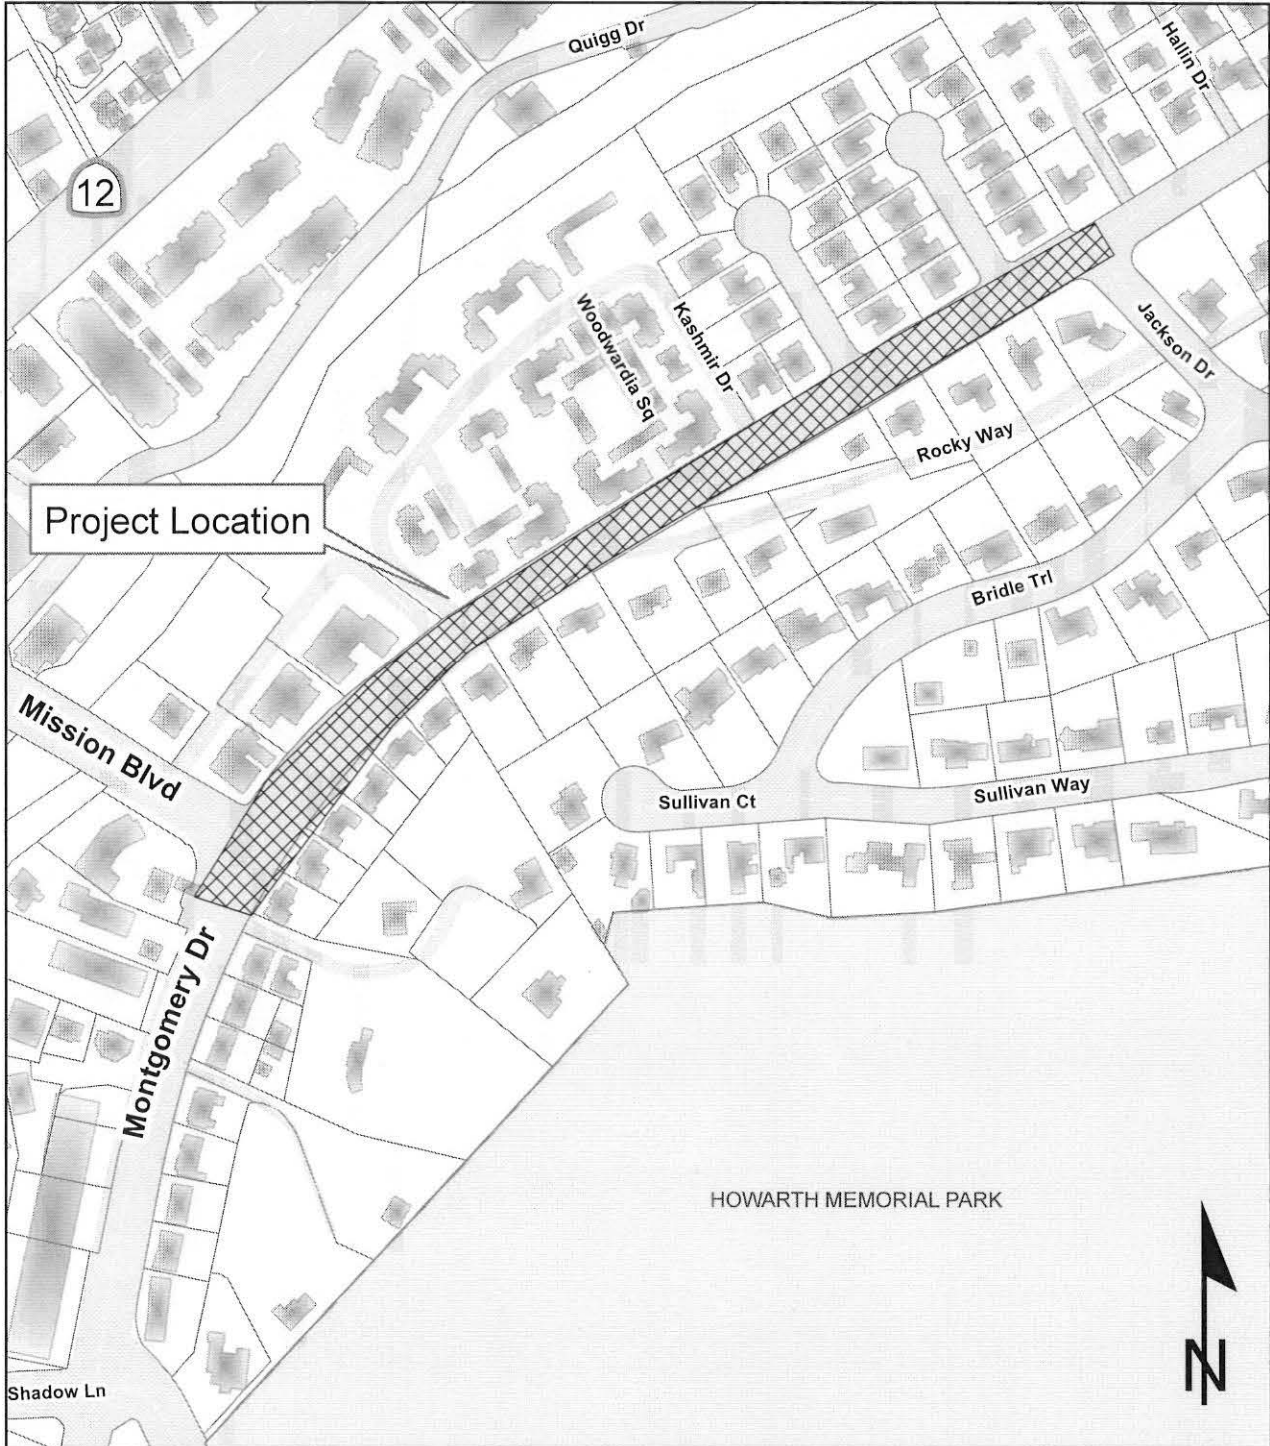 Quigg Dr
Hallin Dr
12
Woodwardia Sq
Kashmir Dr
Jackson Dr
Rocky Way
Project Location
Bridle Trl
Mission Blvd
Sullivan Ct
Sullivan Way
Montgomery Dr
HOWARTH MEMORIAL PARK
N
Shadow Ln